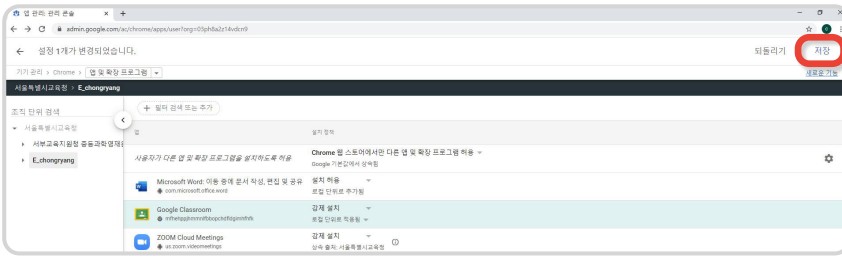 앱 관리: 관리 콘솔
admin.google.com/ac/chrome/apps/user?org=03ph8a2z14vdcn9
설정 1개가 변경되었습니다.
되돌리기
저장
기기 관리 > Chrome > 앱 및 확장 프로그램
새로운 기능
서울특별시교육청 > E_chongryang
조직 단위 검색
+ 필터 검색 또는 추가
서울특별시교육청
앱
설치 정책
서부교육지원청 중등과학영재
사용자가 다른 앱 및 확장 프로그램을 설치하도록 허용
Chrome 웹 스토어에서만 다른 앱 및 확장 프로그램 허용
Google 기본값에서 상속됨
E_chongryang
Microsoft Word: 이동 중에 문서 작성, 편집 및 공유
설치 허용
com.microsoft.office.word
로컬 단위로 추가됨
Google Classroom
강제 설치
로컬 단위로 적용됨
ZOOM Cloud Meetings
강제 설치
us.zoom.videomeetings
상속 출처: 서울특별시교육청